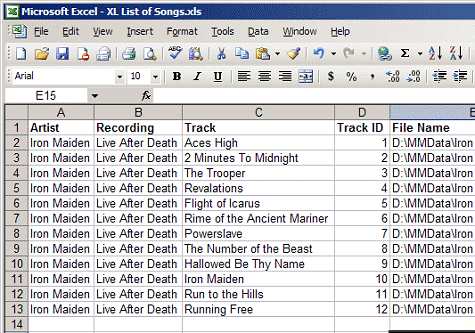 Microsoft Excel - XL List of Songs.xls
File Edit View Insert Format Tools Data Window Help
Arial 10 B I U $ % ,
E15 fx
A B C D E
1 Artist Recording Track Track ID File Name
2 Iron Maiden Live After Death Aces High 1 D:\MMData\Iron
3 Iron Maiden Live After Death 2 Minutes To Midnight 2 D:\MMData\Iron
4 Iron Maiden Live After Death The Trooper 3 D:\MMData\Iron
5 Iron Maiden Live After Death Revalations 4 D:\MMData\Iron
6 Iron Maiden Live After Death Flight of Icarus 5 D:\MMData\Iron
7 Iron Maiden Live After Death Rime of the Ancient Mariner 6 D:\MMData\Iron
8 Iron Maiden Live After Death Powerslave 7 D:\MMData\Iron
9 Iron Maiden Live After Death The Number of the Beast 8 D:\MMData\Iron
10 Iron Maiden Live After Death Hallowed Be Thy Name 9 D:\MMData\Iron
11 Iron Maiden Live After Death Iron Maiden 10 D:\MMData\Iron
12 Iron Maiden Live After Death Run to the Hills 11 D:\MMData\Iron
13 Iron Maiden Live After Death Running Free 12 D:\MMData\Iron
14